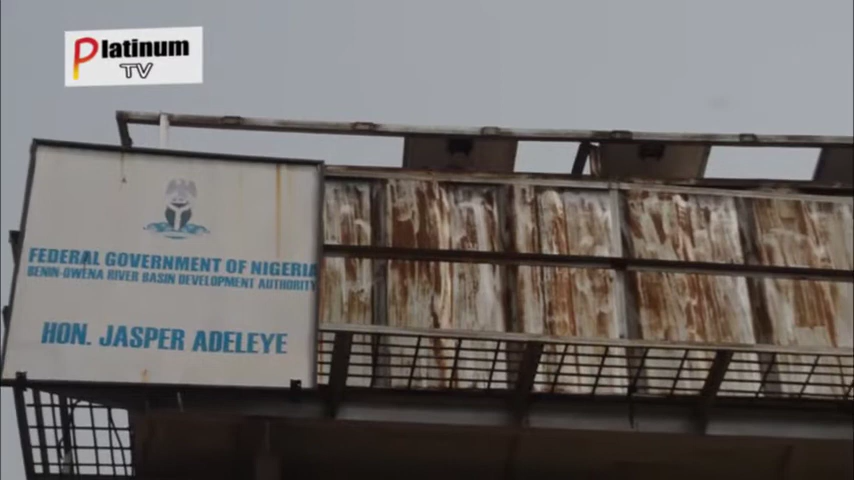 Platinum
TV
FEDERAL GOVERNMENT OF NIGERIA
BENIN-OWENA RIVER BASIN DEVELOPMENT AUTHORITY
HON. JASPER ADELEYE